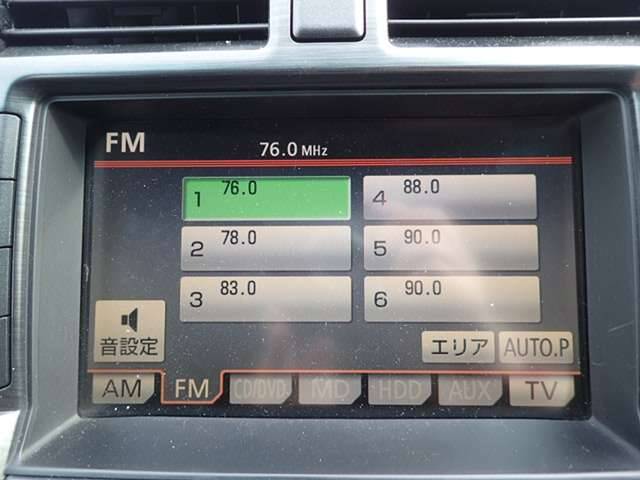 FM
76.0 MHz
1 76.0
4 88.0
2 78.0
5 90.0
3 83.0
6 90.0
音設定
エリア
AUTO.P
AM FM CD/DVD MD HDD AUX TV